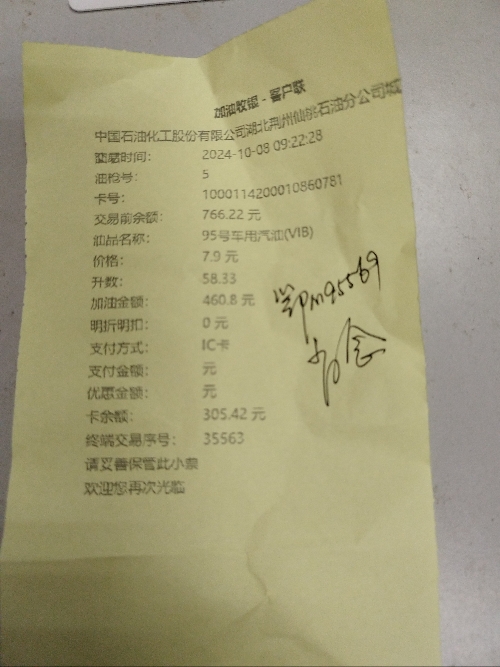 加油收银 - 客户联
中国石油化工股份有限公司湖北荆州仙桃石油分公司城
时间： 2024-10-08 09:22:28
油枪号： 5
卡号： 1000114200010860781
交易前余额： 766.22 元
油品名称： 95号车用汽油(VIB)
价格： 7.9 元
升数： 58.33
加油金额： 460.8 元
明折明扣： 0 元
支付方式： IC卡
支付金额： 元
优惠金额： 元
卡余额： 305.42 元
终端交易序号： 35563
请妥善保管此小票
欢迎您再次光临
鄂M95569